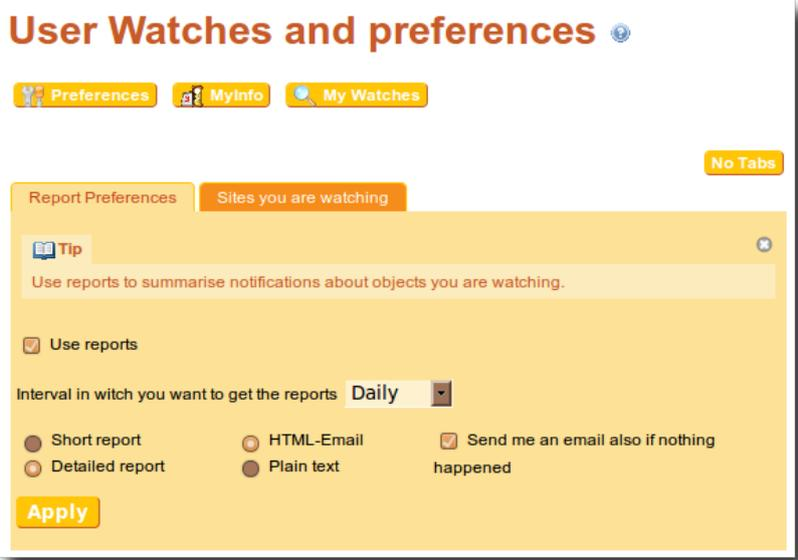 User Watches and preferences
Preferences MyInfo My Watches
No Tabs
Report Preferences Sites you are watching
Tip
Use reports to summarise notifications about objects you are watching.
Use reports
Interval in witch you want to get the reports Daily
Short report HTML-Email Send me an email also if nothing
Detailed report Plain text happened
Apply